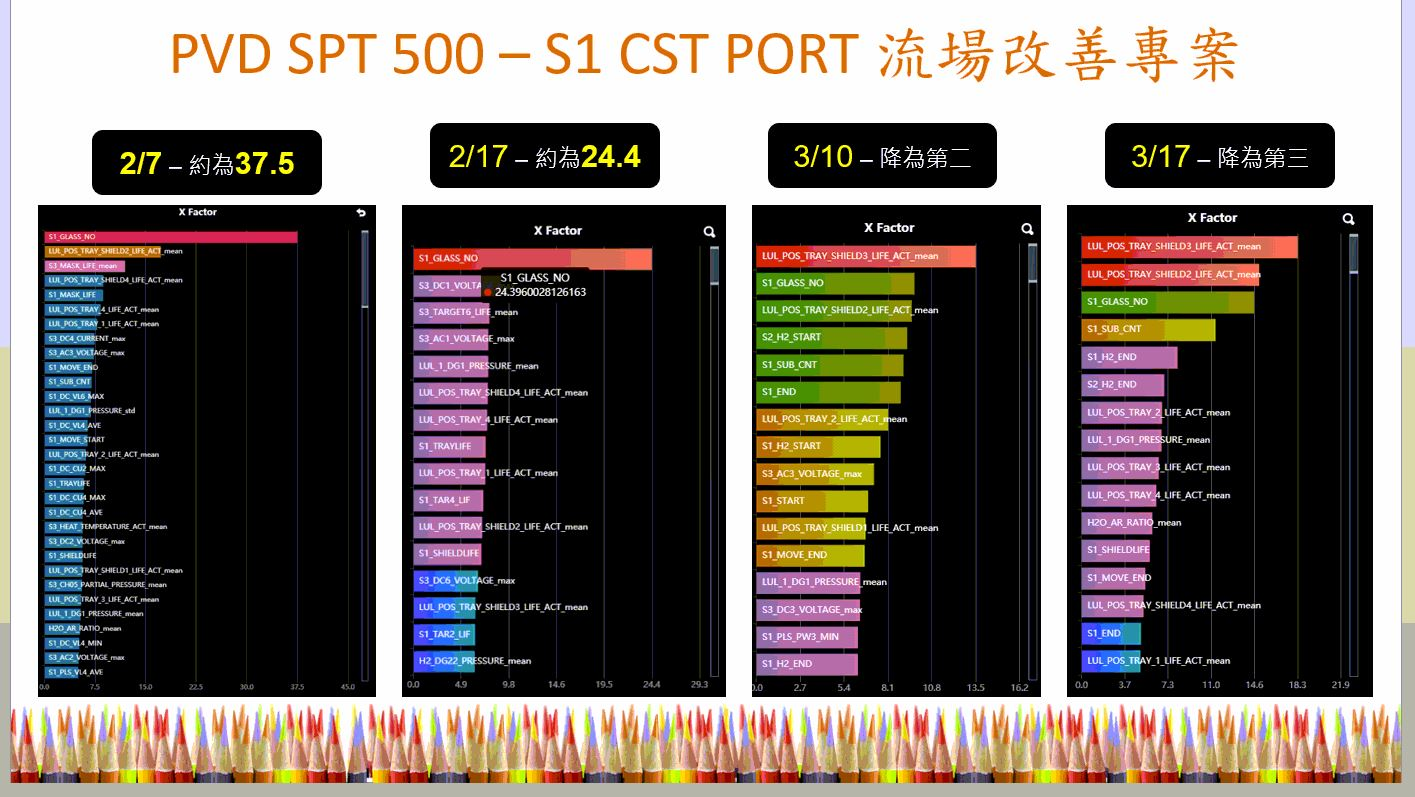 PVD SPT 500 – S1 CST PORT 流場改善專案
2/7 – 約為37.5
2/17 – 約為24.4
3/10 – 降為第二
3/17 – 降為第三
X Factor
S1_GLASS_NO
LUL_POS_TRAY_SHIELD2_LIFE_ACT_mean
S3_MASK_LIFE_mean
LUL_POS_TRAY_SHIELD4_LIFE_ACT_mean
S1_MASK_LIFE
LUL_POS_TRAY_4_LIFE_ACT_mean
LUL_POS_TRAY_1_LIFE_ACT_mean
S3_DC4_CURRENT_max
S3_AC3_VOLTAGE_max
S1_MOVE_END
S1_SUB_CNT
S1_DC_VL6_MAX
LUL_1_DG1_PRESSURE_std
S1_DC_VL4_AVE
S1_MOVE_START
LUL_POS_TRAY_2_LIFE_ACT_mean
S1_DC_CU2_MAX
S1_TRAYLIFE
S1_DC_CU4_MAX
S1_DC_CU4_AVE
S3_HEAT_TEMPERATURE_ACT_mean
S3_DC2_VOLTAGE_max
S1_SHIELDLIFE
LUL_POS_TRAY_SHIELD1_LIFE_ACT_mean
S3_CH05_PARTIAL_PRESSURE_mean
LUL_POS_TRAY_3_LIFE_ACT_mean
LUL_1_DG1_PRESSURE_mean
H2O_AR_RATIO_mean
S1_DC_VL4_MIN
S3_AC2_VOLTAGE_max
S1_PLS_VL4_AVE
0.0 7.5 15.0 22.5 30.0 37.5 45.0
X Factor
S1_GLASS_NO
S1_GLASS_NO
24.3960028126163
S3_DC1_VOLTA
S3_TARGET6_LIFE_mean
S3_AC1_VOLTAGE_max
LUL_1_DG1_PRESSURE_mean
LUL_POS_TRAY_SHIELD4_LIFE_ACT_mean
LUL_POS_TRAY_4_LIFE_ACT_mean
S1_TRAYLIFE
LUL_POS_TRAY_1_LIFE_ACT_mean
S1_TAR4_LIF
LUL_POS_TRAY_SHIELD2_LIFE_ACT_mean
S1_SHIELDLIFE
S3_DC6_VOLTAGE_max
LUL_POS_TRAY_SHIELD3_LIFE_ACT_mean
S1_TAR2_LIF
H2_DG22_PRESSURE_mean
0.0 4.9 9.8 14.6 19.5 24.4 29.3
X Factor
LUL_POS_TRAY_SHIELD3_LIFE_ACT_mean
S1_GLASS_NO
LUL_POS_TRAY_SHIELD2_LIFE_ACT_mean
S2_H2_START
S1_SUB_CNT
S1_END
LUL_POS_TRAY_2_LIFE_ACT_mean
S1_H2_START
S3_AC3_VOLTAGE_max
S1_START
LUL_POS_TRAY_SHIELD1_LIFE_ACT_mean
S1_MOVE_END
LUL_1_DG1_PRESSURE_mean
S3_DC3_VOLTAGE_max
S1_PLS_PW3_MIN
S1_H2_END
0.0 2.7 5.4 8.1 10.8 13.5 16.2
X Factor
LUL_POS_TRAY_SHIELD3_LIFE_ACT_mean
LUL_POS_TRAY_SHIELD2_LIFE_ACT_mean
S1_GLASS_NO
S1_SUB_CNT
S1_H2_END
S2_H2_END
LUL_POS_TRAY_2_LIFE_ACT_mean
LUL_1_DG1_PRESSURE_mean
LUL_POS_TRAY_3_LIFE_ACT_mean
LUL_POS_TRAY_4_LIFE_ACT_mean
H2O_AR_RATIO_mean
S1_SHIELDLIFE
S1_MOVE_END
LUL_POS_TRAY_SHIELD4_LIFE_ACT_mean
S1_END
LUL_POS_TRAY_1_LIFE_ACT_mean
0.0 3.7 7.3 11.0 14.6 18.3 21.9